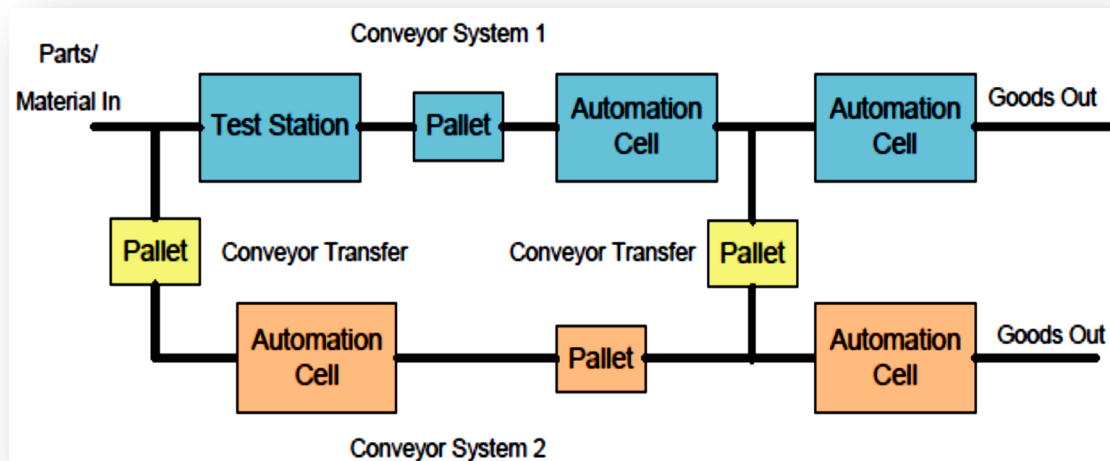 Conveyor System 1
Parts/
Material In
Test Station
Pallet
Automation
Cell
Automation
Cell
Goods Out
Pallet
Conveyor Transfer
Conveyor Transfer
Pallet
Automation
Cell
Pallet
Automation
Cell
Goods Out
Conveyor System 2